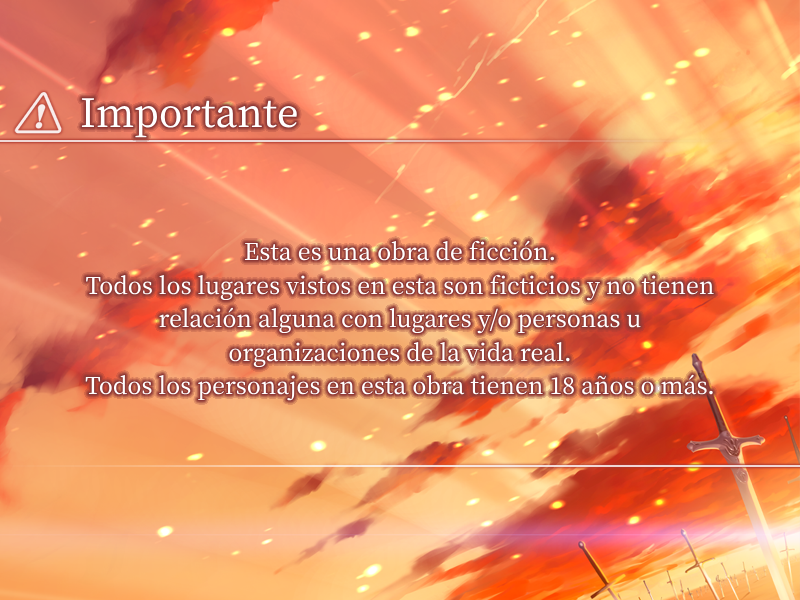 Importante
Esta es una obra de ficción.
Todos los lugares vistos en esta son ficticios y no tienen
relación alguna con lugares y/o personas u
organizaciones de la vida real.
Todos los personajes en esta obra tienen 18 años o más.